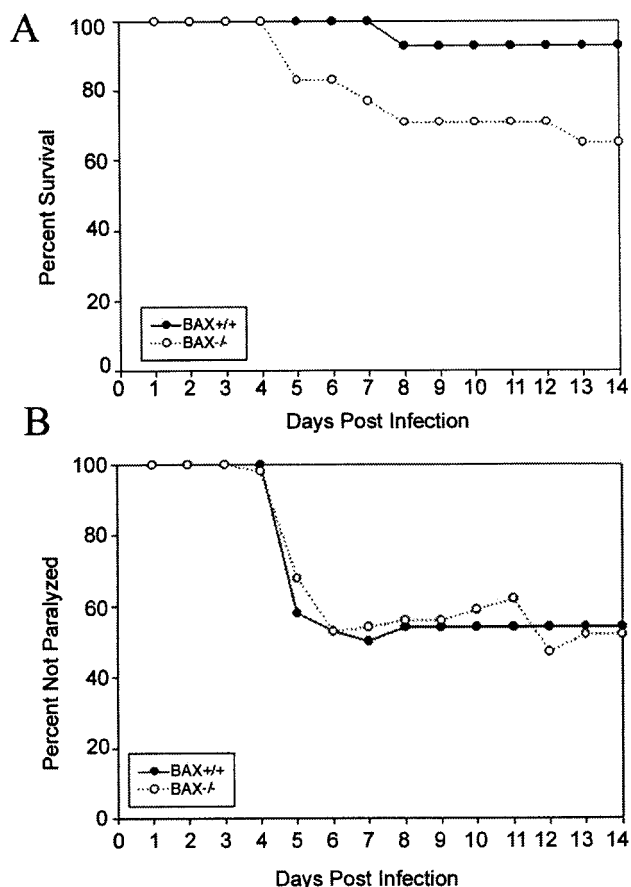 A
Percent Survival
100
80
60
40
20
0
BAX+/+
BAX-/-
0 1 2 3 4 5 6 7 8 9 10 11 12 13 14
Days Post Infection
B
Percent Not Paralyzed
100
80
60
40
20
0
BAX+/+
BAX-/-
0 1 2 3 4 5 6 7 8 9 10 11 12 13 14
Days Post Infection